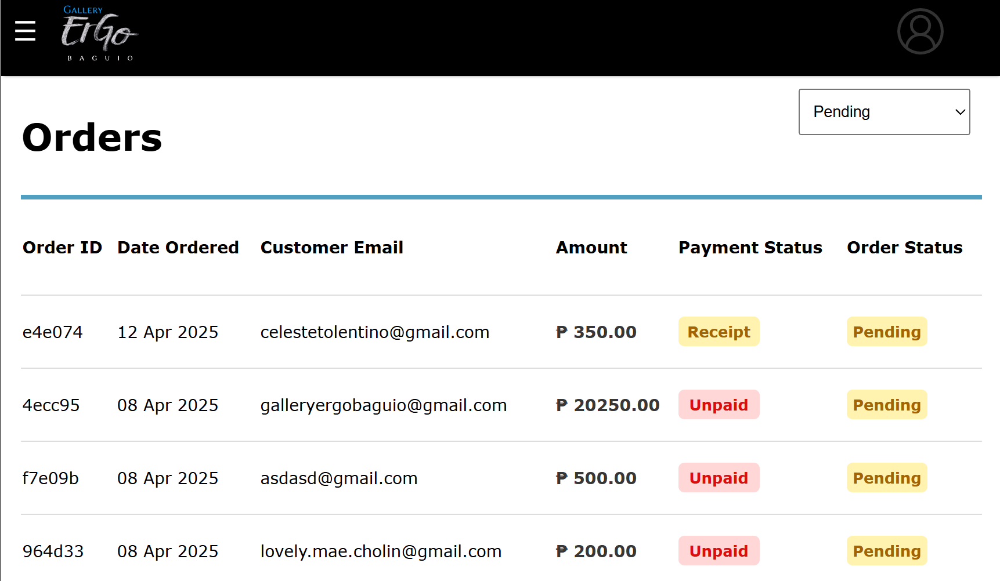 GALLERY
ErGo
BAGUIO
Pending
Orders
Order ID Date Ordered Customer Email Amount Payment Status Order Status
e4e074 12 Apr 2025 celestetolentino@gmail.com ₱ 350.00 Receipt Pending
4ecc95 08 Apr 2025 galleryergobaguio@gmail.com ₱ 20250.00 Unpaid Pending
f7e09b 08 Apr 2025 asdasd@gmail.com ₱ 500.00 Unpaid Pending
964d33 08 Apr 2025 lovely.mae.cholin@gmail.com ₱ 200.00 Unpaid Pending